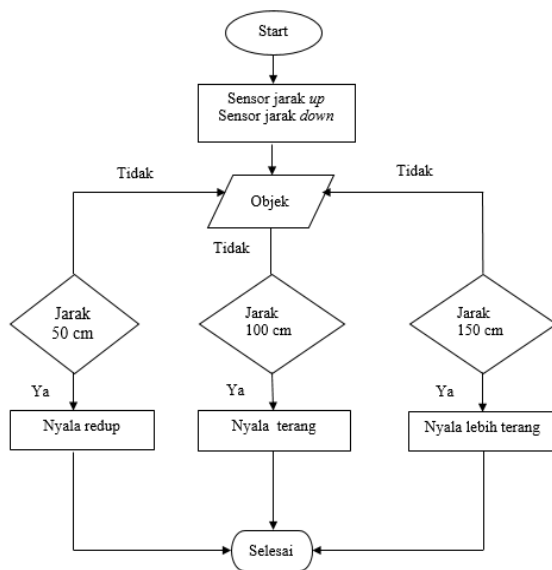 Start
Sensor jarak up
Sensor jarak down
Tidak
Tidak
Objek
Tidak
Jarak
50 cm
Jarak
100 cm
Jarak
150 cm
Ya
Ya
Ya
Nyala redup
Nyala terang
Nyala lebih terang
Selesai